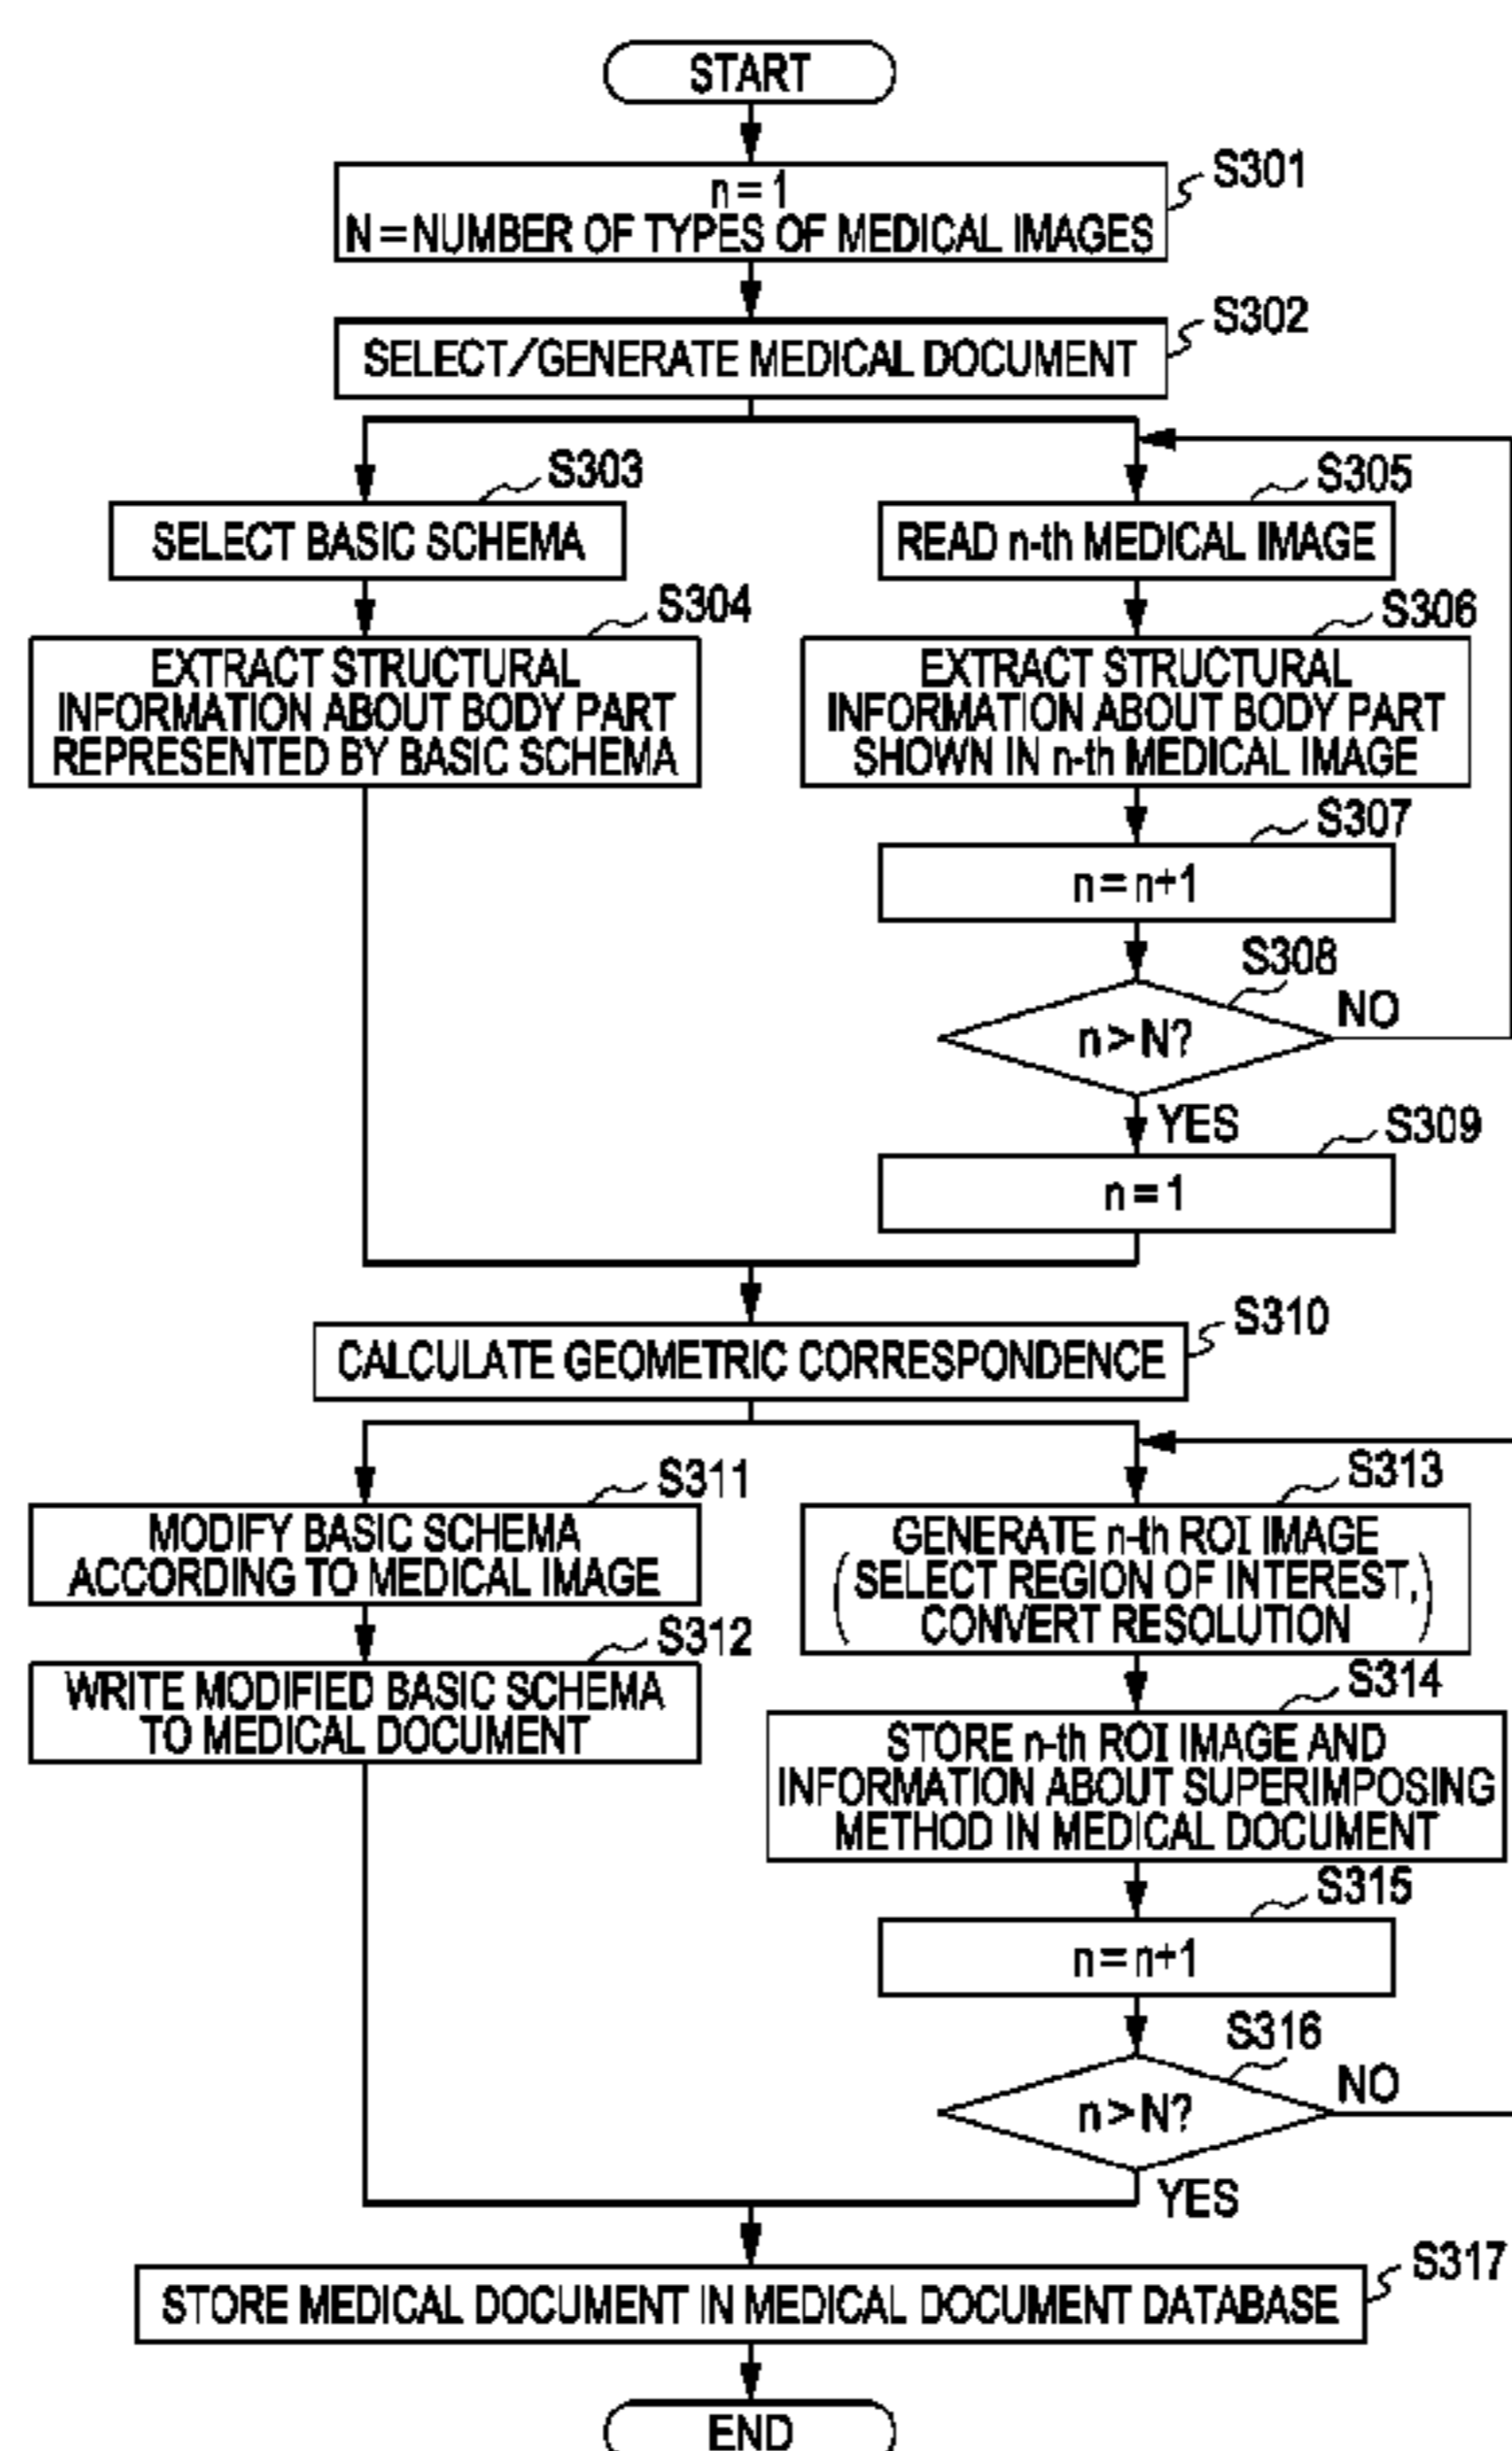 START
S301
n = 1
N = NUMBER OF TYPES OF MEDICAL IMAGES
S302
SELECT/GENERATE MEDICAL DOCUMENT
S303
SELECT BASIC SCHEMA
S304
EXTRACT STRUCTURAL
INFORMATION ABOUT BODY PART
REPRESENTED BY BASIC SCHEMA
S305
READ n-th MEDICAL IMAGE
S306
EXTRACT STRUCTURAL
INFORMATION ABOUT BODY PART
SHOWN IN n-th MEDICAL IMAGE
S307
n = n+1
S308
n > N?
NO
YES
S309
n = 1
S310
CALCULATE GEOMETRIC CORRESPONDENCE
S311
MODIFY BASIC SCHEMA
ACCORDING TO MEDICAL IMAGE
S312
WRITE MODIFIED BASIC SCHEMA
TO MEDICAL DOCUMENT
S313
GENERATE n-th ROI IMAGE
(SELECT REGION OF INTEREST,
CONVERT RESOLUTION)
S314
STORE n-th ROI IMAGE AND
INFORMATION ABOUT SUPERIMPOSING
METHOD IN MEDICAL DOCUMENT
S315
n = n+1
S316
n > N?
NO
YES
S317
STORE MEDICAL DOCUMENT IN MEDICAL DOCUMENT DATABASE
END